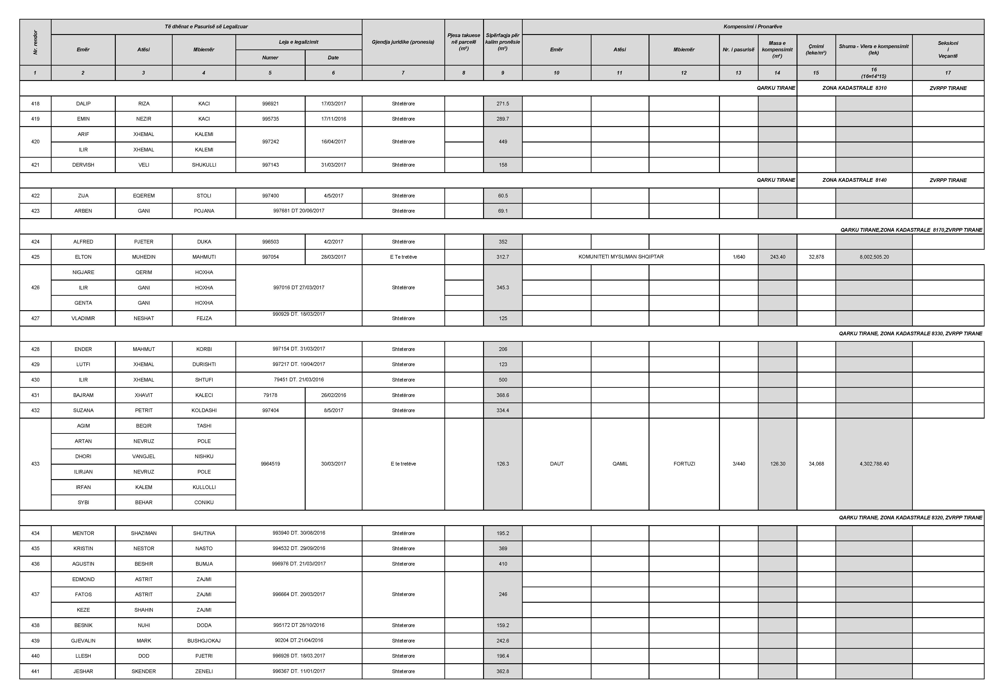 Nr. rendor
Të dhënat e Pasurisë së Legalizuar
Gjendja juridike (pronesia)
Pjesa takuese
në parcelë
(m²)
Sipërfaqja për
kalim pronësie
(m²)
Kompensimi i Pronarëve
Emër
Atësi
Mbiemër
Leja e legalizimit
Numer
Date
Emër
Atësi
Mbiemër
Nr. i pasurisë
Masa e
kompensimit
(m²)
Çmimi
(leke/m²)
Shuma - Vlera e kompensimit
(lek)
Seksioni
i
Veçantë
1 2 3 4 5 6 7 8 9 10 11 12 13 14 15 16 17
(16=14*15)
QARKU TIRANE ZONA KADASTRALE 8310 ZVRPP TIRANE
418 DALIP RIZA KACI 996921 17/03/2017 Shtetërore 271.5
419 EMIN NEZIR KACI 995735 17/11/2016 Shtetërore 289.7
ARIF XHEMAL KALEMI
420 997242 16/04/2017 Shtetërore 449
ILIR XHEMAL KALEMI
421 DERVISH VELI SHUKULLI 997143 31/03/2017 Shtetërore 158
QARKU TIRANE ZONA KADASTRALE 8140 ZVRPP TIRANE
422 ZIJA EQEREM STOLI 997400 4/5/2017 Shtetërore 60.5
423 ARBEN GANI POJANA 997681 DT 20/06/2017 Shtetërore 69.1
QARKU TIRANE,ZONA KADASTRALE 8170,ZVRPP TIRANE
424 ALFRED PJETER DUKA 996503 4/2/2017 Shtetërore 352
425 ELTON MUHEDIN MAHMUTI 997054 28/03/2017 E Te tretëve 312.7 KOMUNITETI MYSLIMAN SHQIPTAR 1/640 243.40 32,878 8,002,505.20
NIGJARE QERIM HOXHA
426 ILIR GANI HOXHA 997016 DT 27/03/2017 Shtetërore 345.3
GENTA GANI HOXHA
427 VLADIMIR NESHAT FEJZA 990929 DT. 18/03/2017 Shtetërore 125
QARKU TIRANE, ZONA KADASTRALE 8330, ZVRPP TIRANE
428 ENDER MAHMUT KORBI 997154 DT. 31/03/2017 Shteterore 206
429 LUTFI XHEMAL DURISHTI 997217 DT. 10/04/2017 Shteterore 123
430 ILIR XHEMAL SHTUFI 79451 DT. 21/03/2016 Shteterore 500
431 BAJRAM XHAVIT KALECI 79178 26/02/2016 Shtetërore 368.6
432 SUZANA PETRIT KOLDASHI 997404 8/5/2017 Shtetërore 334.4
AGIM BEQIR TASHI
ARTAN NEVRUZ POLE
DHORI VANGJEL NISHKU
433 9964519 30/03/2017 E te tretëve 126.3 DAUT QAMIL FORTUZI 3/440 126.30 34,068 4,302,788.40
ILIRJAN NEVRUZ POLE
IRFAN KALEM KULLOLLI
SYBI BEHAR CONIKU
QARKU TIRANE, ZONA KADASTRALE 8320, ZVRPP TIRANE
434 MENTOR SHAZIMAN SHUTINA 993940 DT. 30/08/2016 Shtetërore 195.2
435 KRISTIN NESTOR NASTO 994532 DT. 29/09/2016 Shtetërore 369
436 AGUSTIN BESHIR BUMJA 996976 DT. 21/03//2017 Shteterore 410
EDMOND ASTRIT ZAJMI
437 FATOS ASTRIT ZAJMI 996664 DT. 20/03/2017 Shteterore 246
KEZE SHAHIN ZAJMI
438 BESNIK NUHI DODA 995172 DT 28/10/2016 Shteterore 159.2
439 GJEVALIN MARK BUSHGJOKAJ 90204 DT.21/04/2016 Shteterore 242.6
440 LLESH DOD PJETRI 996926 DT. 18/03.2017 Shteterore 196.4
441 JESHAR SKENDER ZENELI 996367 DT. 11/01/2017 Shteterore 362.8